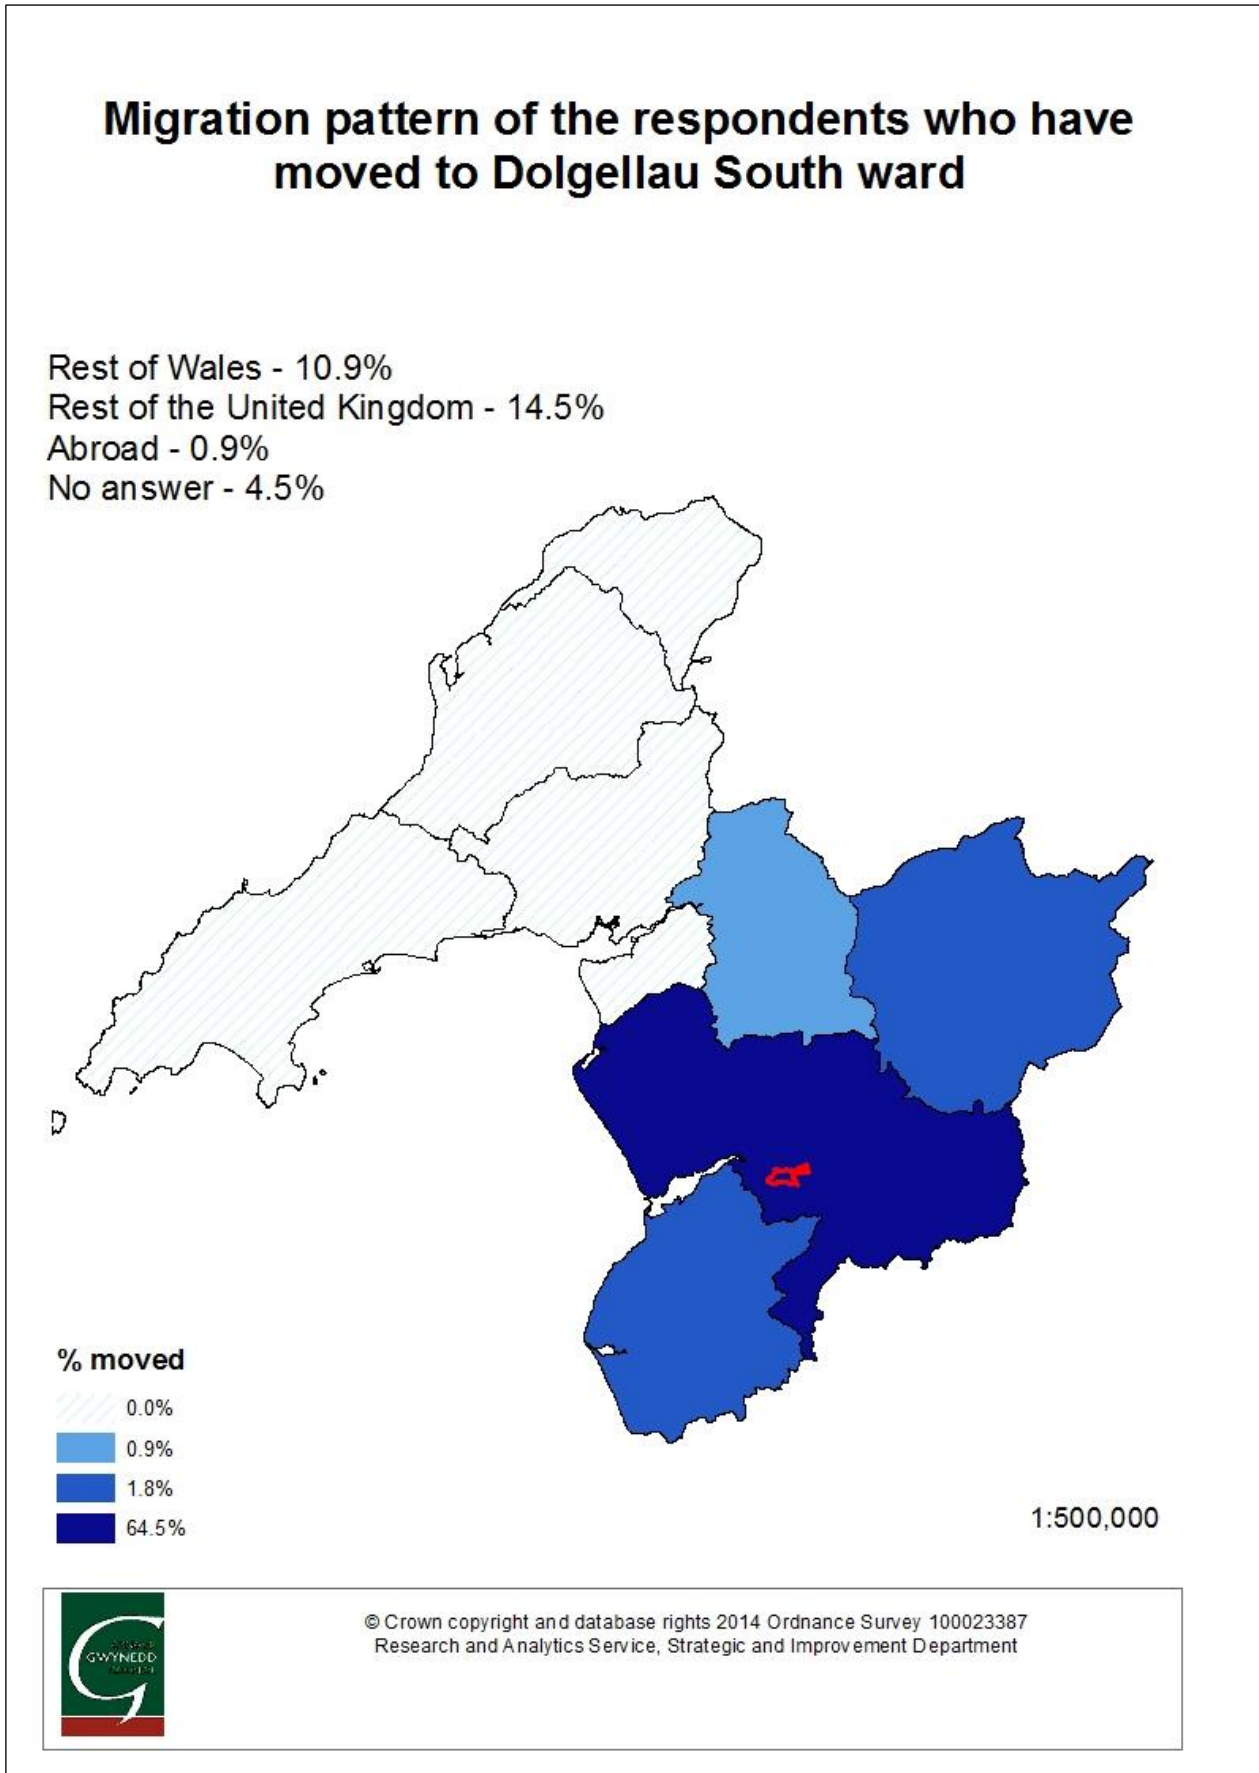 Migration pattern of the respondents who have
moved to Dolgellau South ward
Rest of Wales - 10.9%
Rest of the United Kingdom - 14.5%
Abroad - 0.9%
No answer - 4.5%
% moved
0.0%
0.9%
1.8%
64.5%
1:500,000
GWYNEDD
© Crown copyright and database rights 2014 Ordnance Survey 100023387
Research and Analytics Service, Strategic and Improvement Department